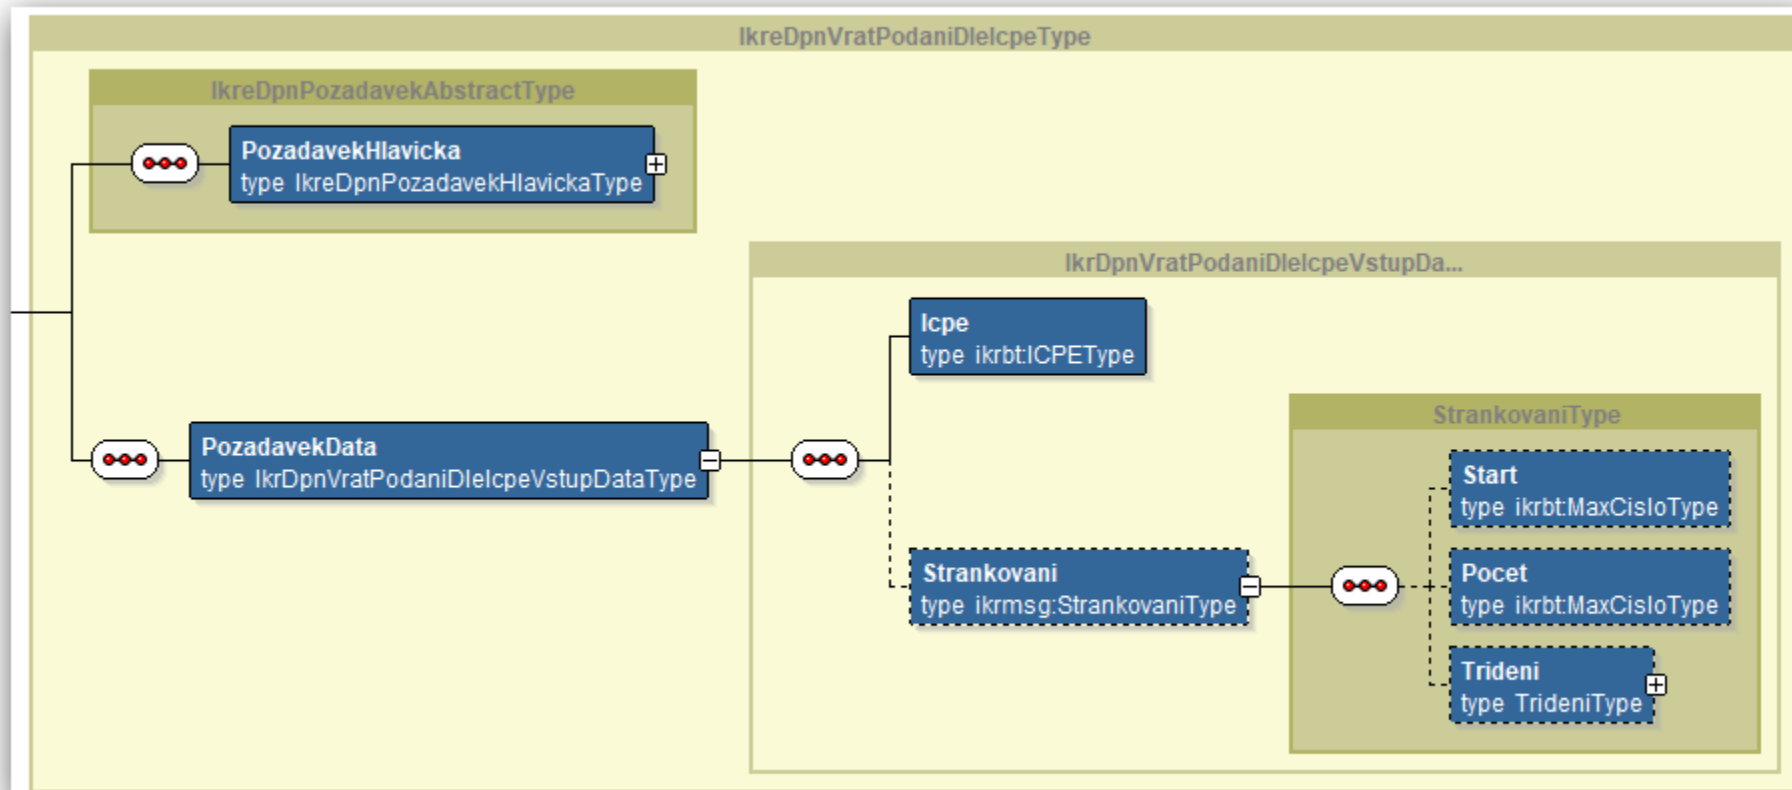 IkreDpnVratPodaniDleIcpeType
IkreDpnPozadavekAbstractType
PozadavekHlavicka
type IkreDpnPozadavekHlavickaType
IkrDpnVratPodaniDleIcpeVstupDa...
Icpe
type ikrbt:ICPEType
StrankovaniType
PozadavekData
type IkrDpnVratPodaniDleIcpeVstupDataType
Start
type ikrbt:MaxCisloType
Strankovani
type ikrmsg:StrankovaniType
Pocet
type ikrbt:MaxCisloType
Trideni
type TrideniType